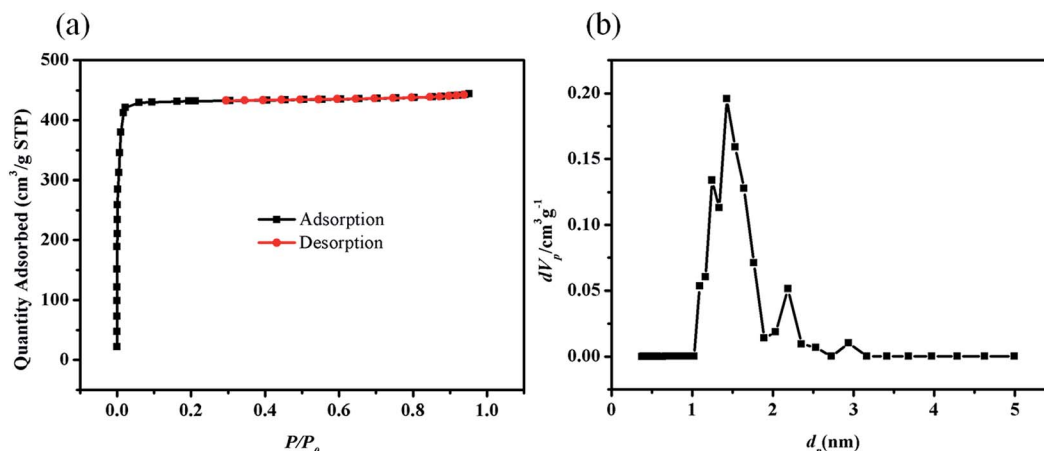 (a)
(b)
500
400
300
200
100
0
Quantity Adsorbed (cm³/g STP)
Adsorption
Desorption
0.0 0.2 0.4 0.6 0.8 1.0
P/P₀
0.20
0.15
0.10
0.05
0.00
dVₚ/cm³g⁻¹
0 1 2 3 4 5
dₚ(nm)